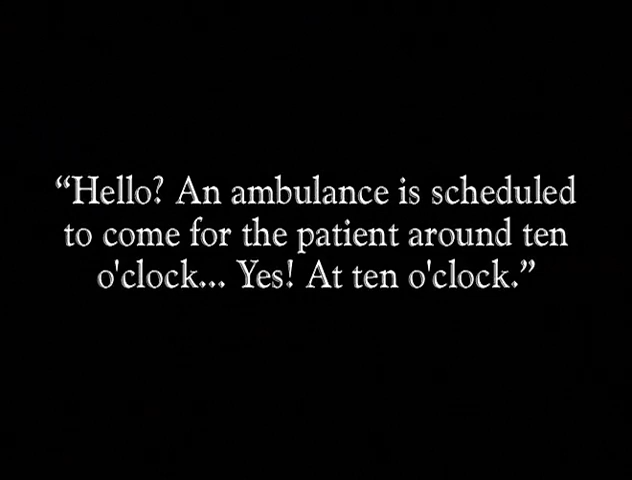 “Hello? An ambulance is scheduled
to come for the patient around ten
o'clock... Yes! At ten o'clock.”